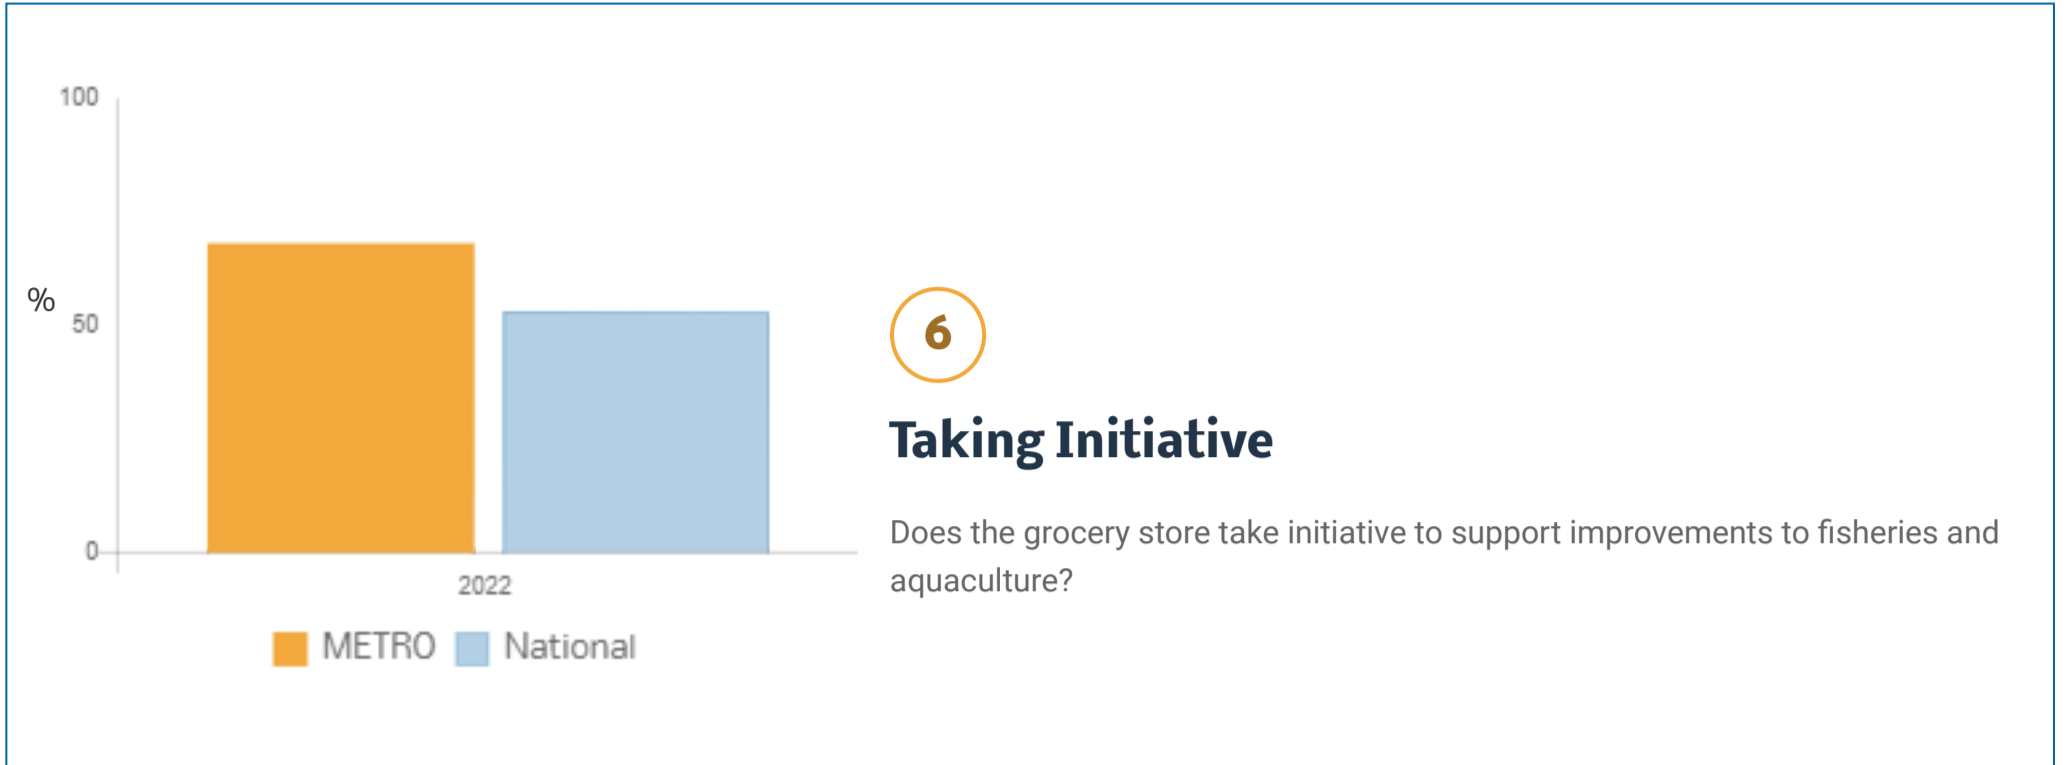 100
%
50
0
2022
METRO National
6
Taking Initiative
Does the grocery store take initiative to support improvements to fisheries and
aquaculture?